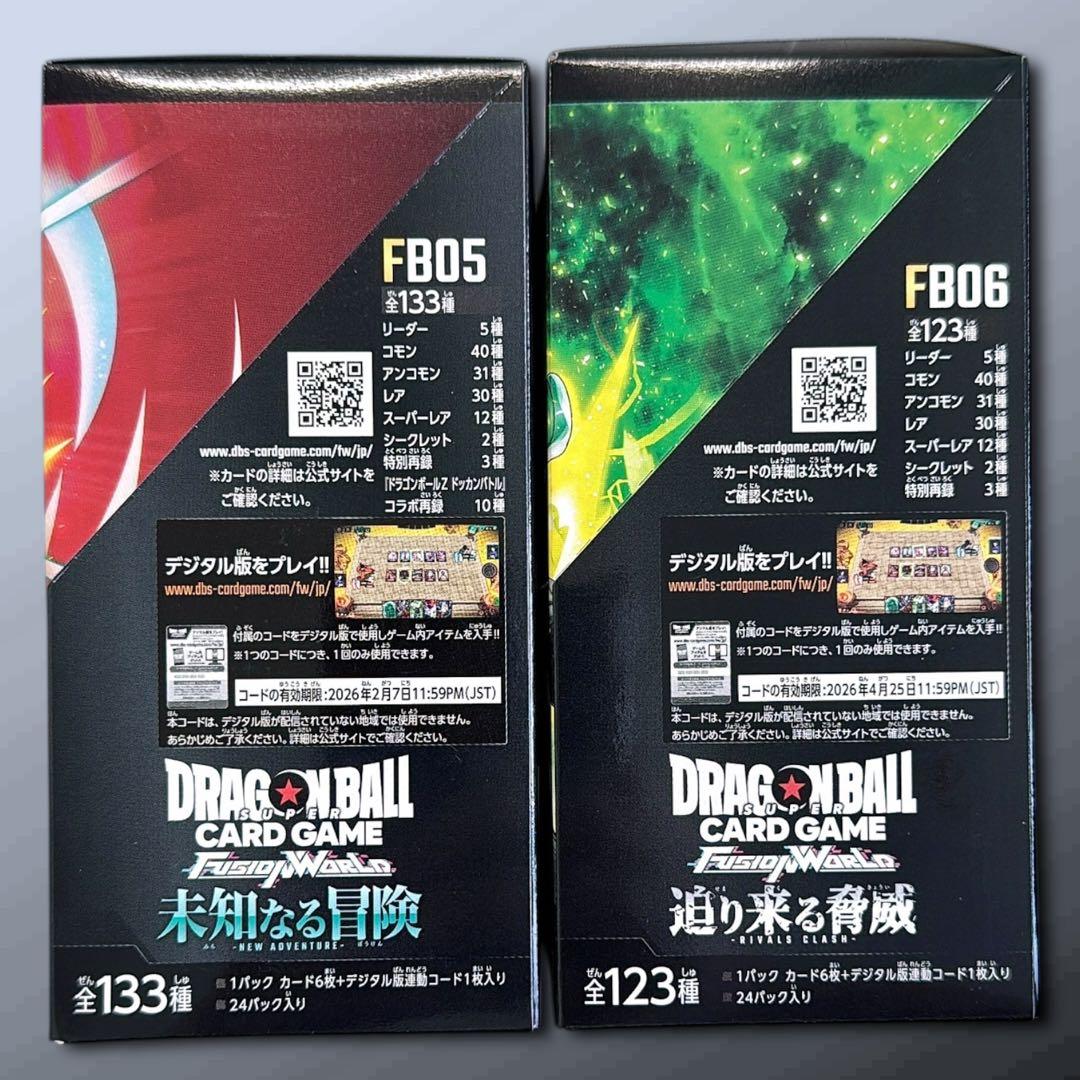 FB05
全133種
リーダー 5種
コモン 40種
アンコモン 31種
レア 30種
スーパーレア 12種
シークレット 2種
特別再録 3種
『ドラゴンボールZ ドッカンバトル』
コラボ再録 10種
www.dbs-cardgame.com/fw/jp/
※カードの詳細は公式サイトを
ご確認ください。
デジタル版をプレイ!!
www.dbs-cardgame.com/fw/jp/
付属のコードをデジタル版で使用しゲーム内アイテムを入手!!
※1つのコードにつき、1回のみ使用できます。
コードの有効期限:2026年2月7日11:59PM(JST)
本コードは、デジタル版が配信されていない地域では使用できません。
あらかじめご了承ください。詳細は公式サイトでご確認ください。
DRAGON BALL
SUPER
CARD GAME
FUSION WORLD
未知なる冒険
-NEW ADVENTURE-
全133種
1パック カード6枚+デジタル版連動コード1枚入り
24パック入り
FB06
全123種
リーダー 5種
コモン 40種
アンコモン 31種
レア 30種
スーパーレア 12種
シークレット 2種
特別再録 3種
www.dbs-cardgame.com/fw/jp/
※カードの詳細は公式サイトを
ご確認ください。
デジタル版をプレイ!!
www.dbs-cardgame.com/fw/jp/
付属のコードをデジタル版で使用しゲーム内アイテムを入手!!
※1つのコードにつき、1回のみ使用できます。
コードの有効期限:2026年4月25日11:59PM(JST)
本コードは、デジタル版が配信されていない地域では使用できません。
あらかじめご了承ください。詳細は公式サイトでご確認ください。
DRAGON BALL
SUPER
CARD GAME
FUSION WORLD
迫り来る脅威
-RIVALS CLASH-
全123種
1パック カード6枚+デジタル版連動コード1枚入り
24パック入り